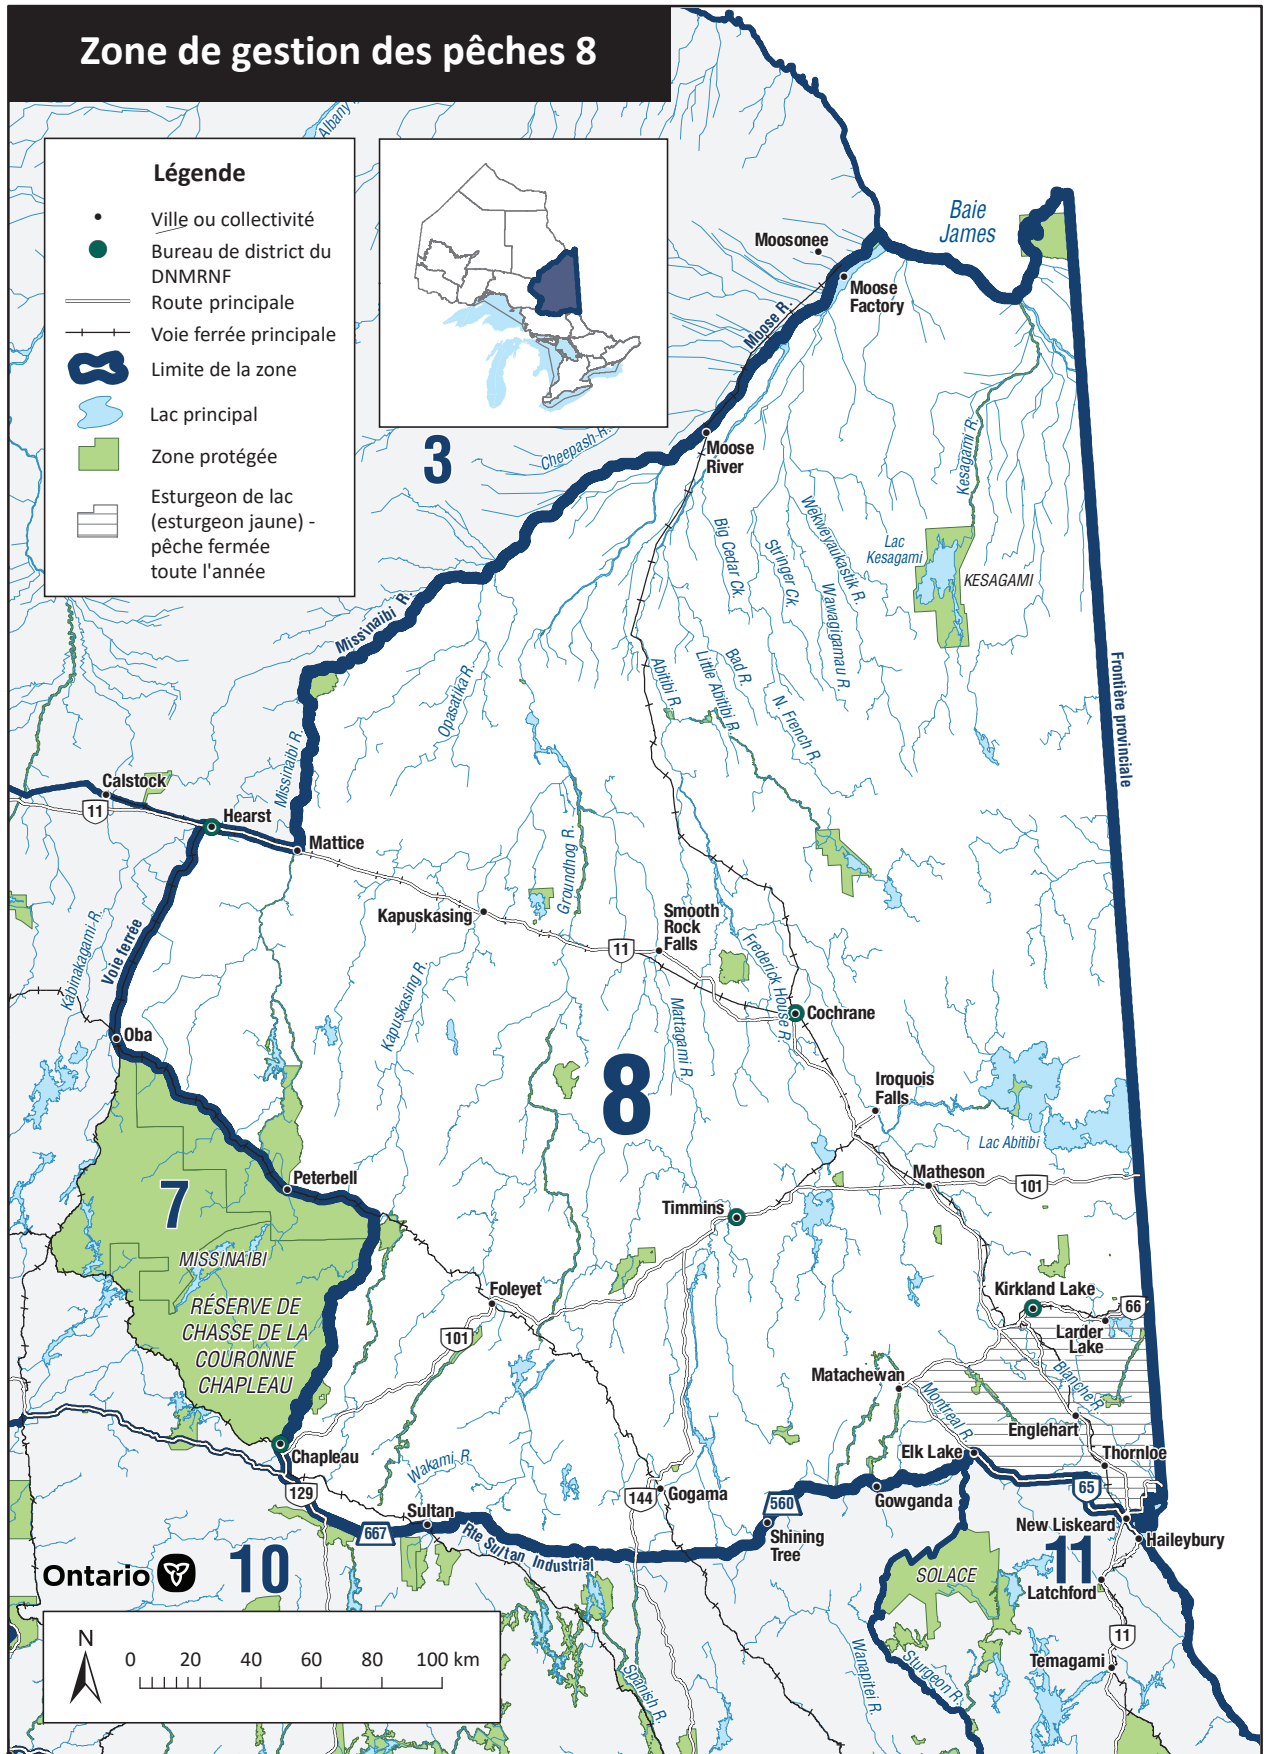 Zone de gestion des pêches 8
Albany
Légende
Ville ou collectivité
Bureau de district du
DNMRNF
Route principale
Voie ferrée principale
Limite de la zone
Lac principal
Zone protégée
Esturgeon de lac
(esturgeon jaune) -
pêche fermée
toute l'année
Baie
James
Moosonee
Moose
Factory
Moose R.
Moose
River
3
Cheepash R.
Kesagami R.
Lac
Kesagami
KESAGAMI
Big Cedar Ck.
Stringer Ck.
Wekweyaukastik R.
Wawagigamau R.
Missinaibi R.
Opasatika R.
Abitibi R.
Little Abitibi R.
Bad R.
N. French R.
Frontière provinciale
Missinaibi R.
Calstock
11
Hearst
Mattice
Groundhog R.
Kapuskasing
Smooth
Rock
Falls
11
Frederick House R.
Kabinakagami R.
Voie ferrée
Kapuskasing R.
Mattagami R.
Cochrane
Oba
8
Iroquois
Falls
Lac Abitibi
Peterbell
Matheson
101
7
Timmins
MISSINAIBI
RÉSERVE DE
CHASSE DE LA
COURONNE
CHAPLEAU
Foleyet
101
Kirkland Lake
66
Larder
Lake
Matachewan
Blanche R.
Montreal R.
Englehart
Elk Lake
Thornloe
Chapleau
129
Wakami R.
Sultan
667
Rte Sultan Industrial
144
Gogama
560
Shining
Tree
Gowganda
65
New Liskeard
Haileybury
11
Latchford
SOLACE
Ontario
10
11
Temagami
Sturgeon R.
Wanapitei R.
Spanish R.
N
0 20 40 60 80 100 km